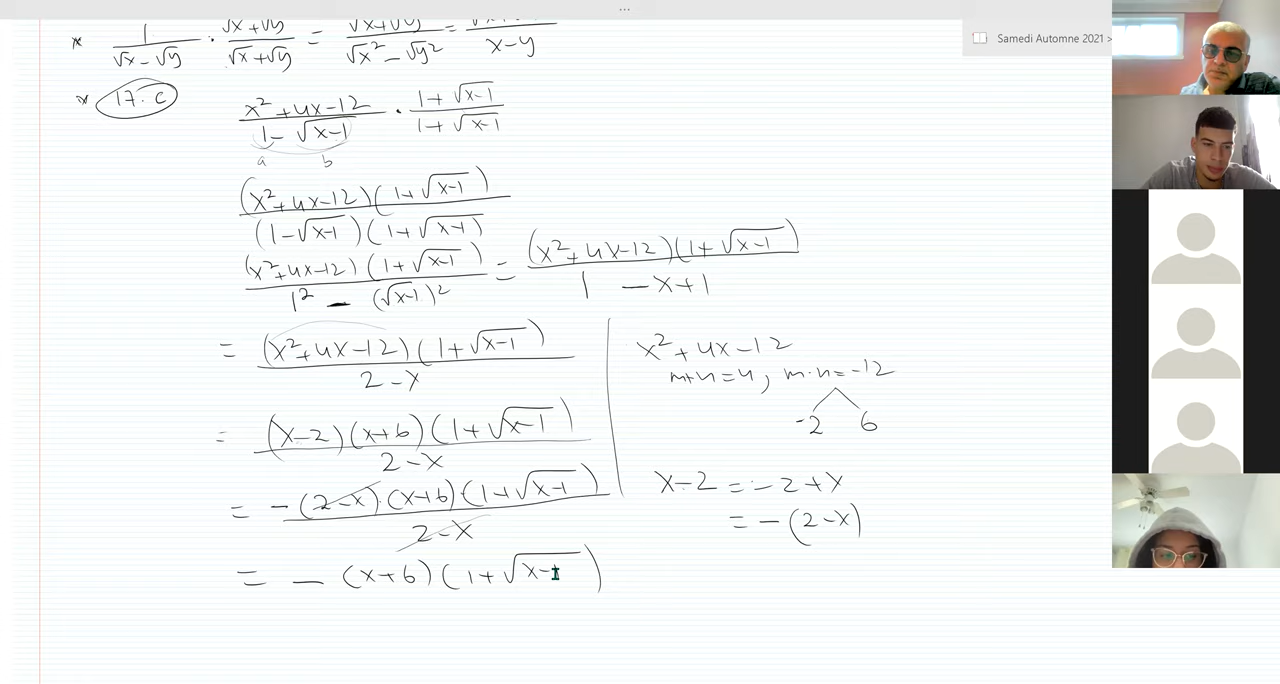 ...
Samedi Automne 2021 >
* 1/(√x − √y) · (√x + √y)/(√x + √y) = (√x + √y)/(√x² − √y²) = /(x − y)
* 17. c
(x² + 4x − 12)/(1 − √(x−1)) · (1 + √(x−1))/(1 + √(x−1))
a b
(x² + 4x − 12)(1 + √(x−1))/((1 − √(x−1))(1 + √(x−1)))
(x² + 4x − 12)(1 + √(x−1))/(1² − (√(x−1))²) = (x² + 4x − 12)(1 + √(x−1))/(1 − x + 1)
= (x² + 4x − 12)(1 + √(x−1))/(2 − x)
= (x − 2)(x + 6)(1 + √(x−1))/(2 − x)
= −(2 − x)·(x + 6)·(1 + √(x−1))/(2 − x)
= − (x + 6)(1 + √(x−1))
x² + 4x − 12
m+n = 4, m·n = −12
−2 6
x − 2 = −2 + x
= −(2 − x)